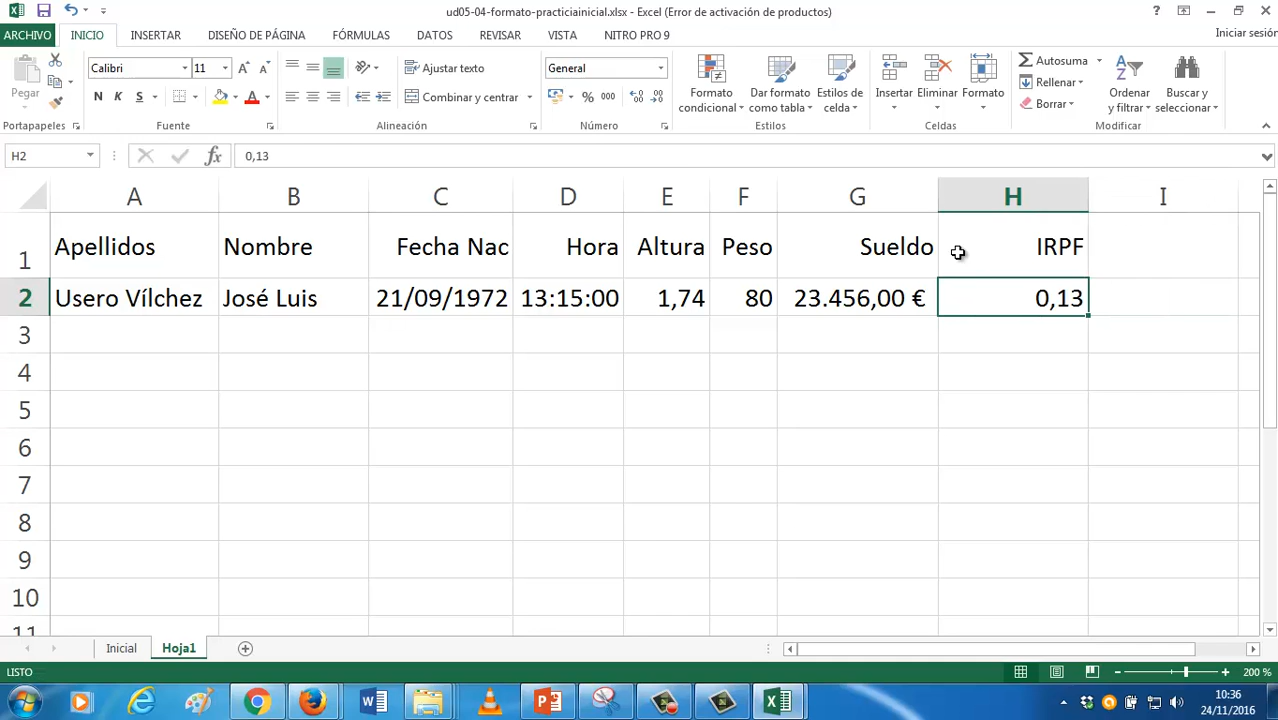 ud05-04-formato-practiciainicial.xlsx - Excel (Error de activación de productos)
ARCHIVO INICIO INSERTAR DISEÑO DE PÁGINA FÓRMULAS DATOS REVISAR VISTA NITRO PRO 9 Iniciar sesión
Pegar
Portapapeles
Calibri 11
N K S
Fuente
Ajustar texto
Combinar y centrar
Alineación
General
% 000
Número
Formato condicional
Dar formato como tabla
Estilos de celda
Estilos
Insertar Eliminar Formato
Celdas
Autosuma
Rellenar
Borrar
Ordenar y filtrar
Buscar y seleccionar
Modificar
H2 fx 0,13
A B C D E F G H I
1 Apellidos Nombre Fecha Nac Hora Altura Peso Sueldo IRPF
2 Usero Vílchez José Luis 21/09/1972 13:15:00 1,74 80 23.456,00 € 0,13
3
4
5
6
7
8
9
10
11
Inicial Hoja1
LISTO 200 %
10:36
24/11/2016